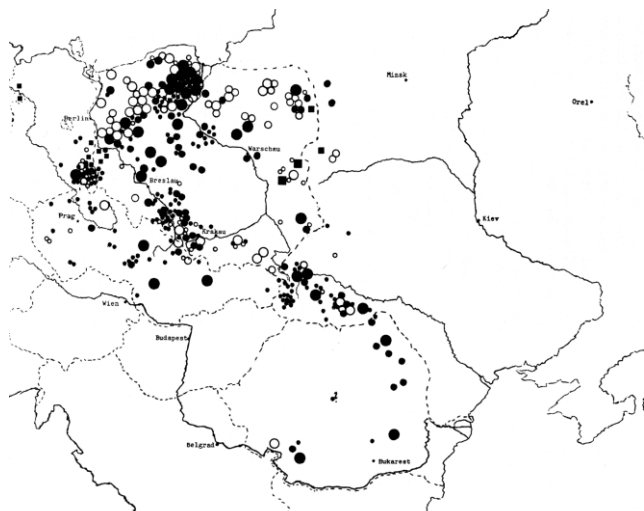 Minsk
Orel
Berlin
Warschau
Breslau
Prag
Kiev
Krakau
Wien
Budapest
Belgrad
Bukarest